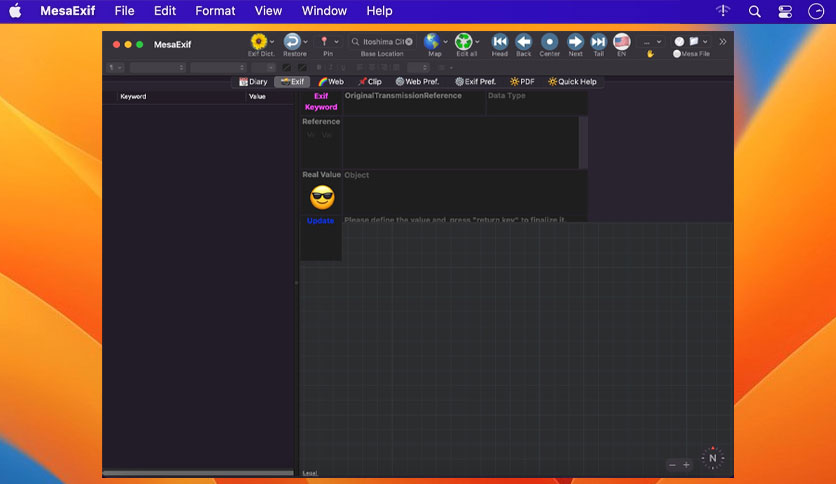 MesaExif File Edit Format View Window Help
MesaExif
Itoshima Cit
Exif Dict. Restore Pin Base Location Map Edit all Head Back Center Next Tail EN Mesa File
Diary Exif Web Clip Web Pref. Exif Pref. PDF Quick Help
Keyword Value
Exif Keyword
OriginalTransmissionReference
Data Type
Reference
Real Value
Object
Update
Please define the value and press "return key" to finalize it.
N
Legal